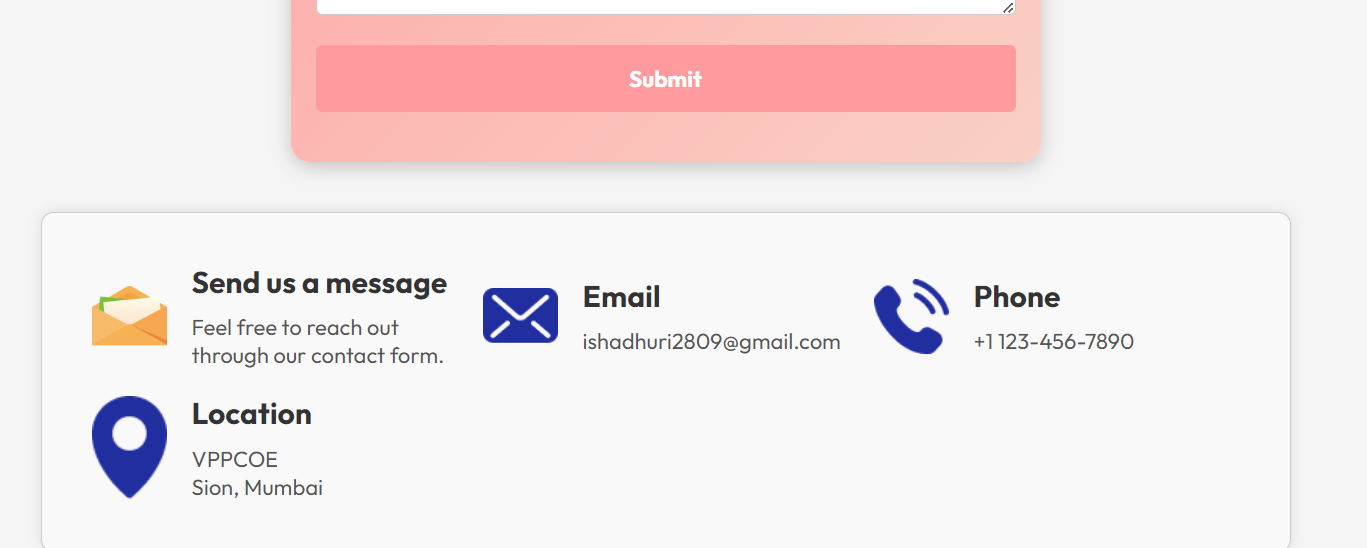 Submit
Send us a message
Feel free to reach out
through our contact form.
Email
ishadhuri2809@gmail.com
Phone
+1 123-456-7890
Location
VPPCOE
Sion, Mumbai